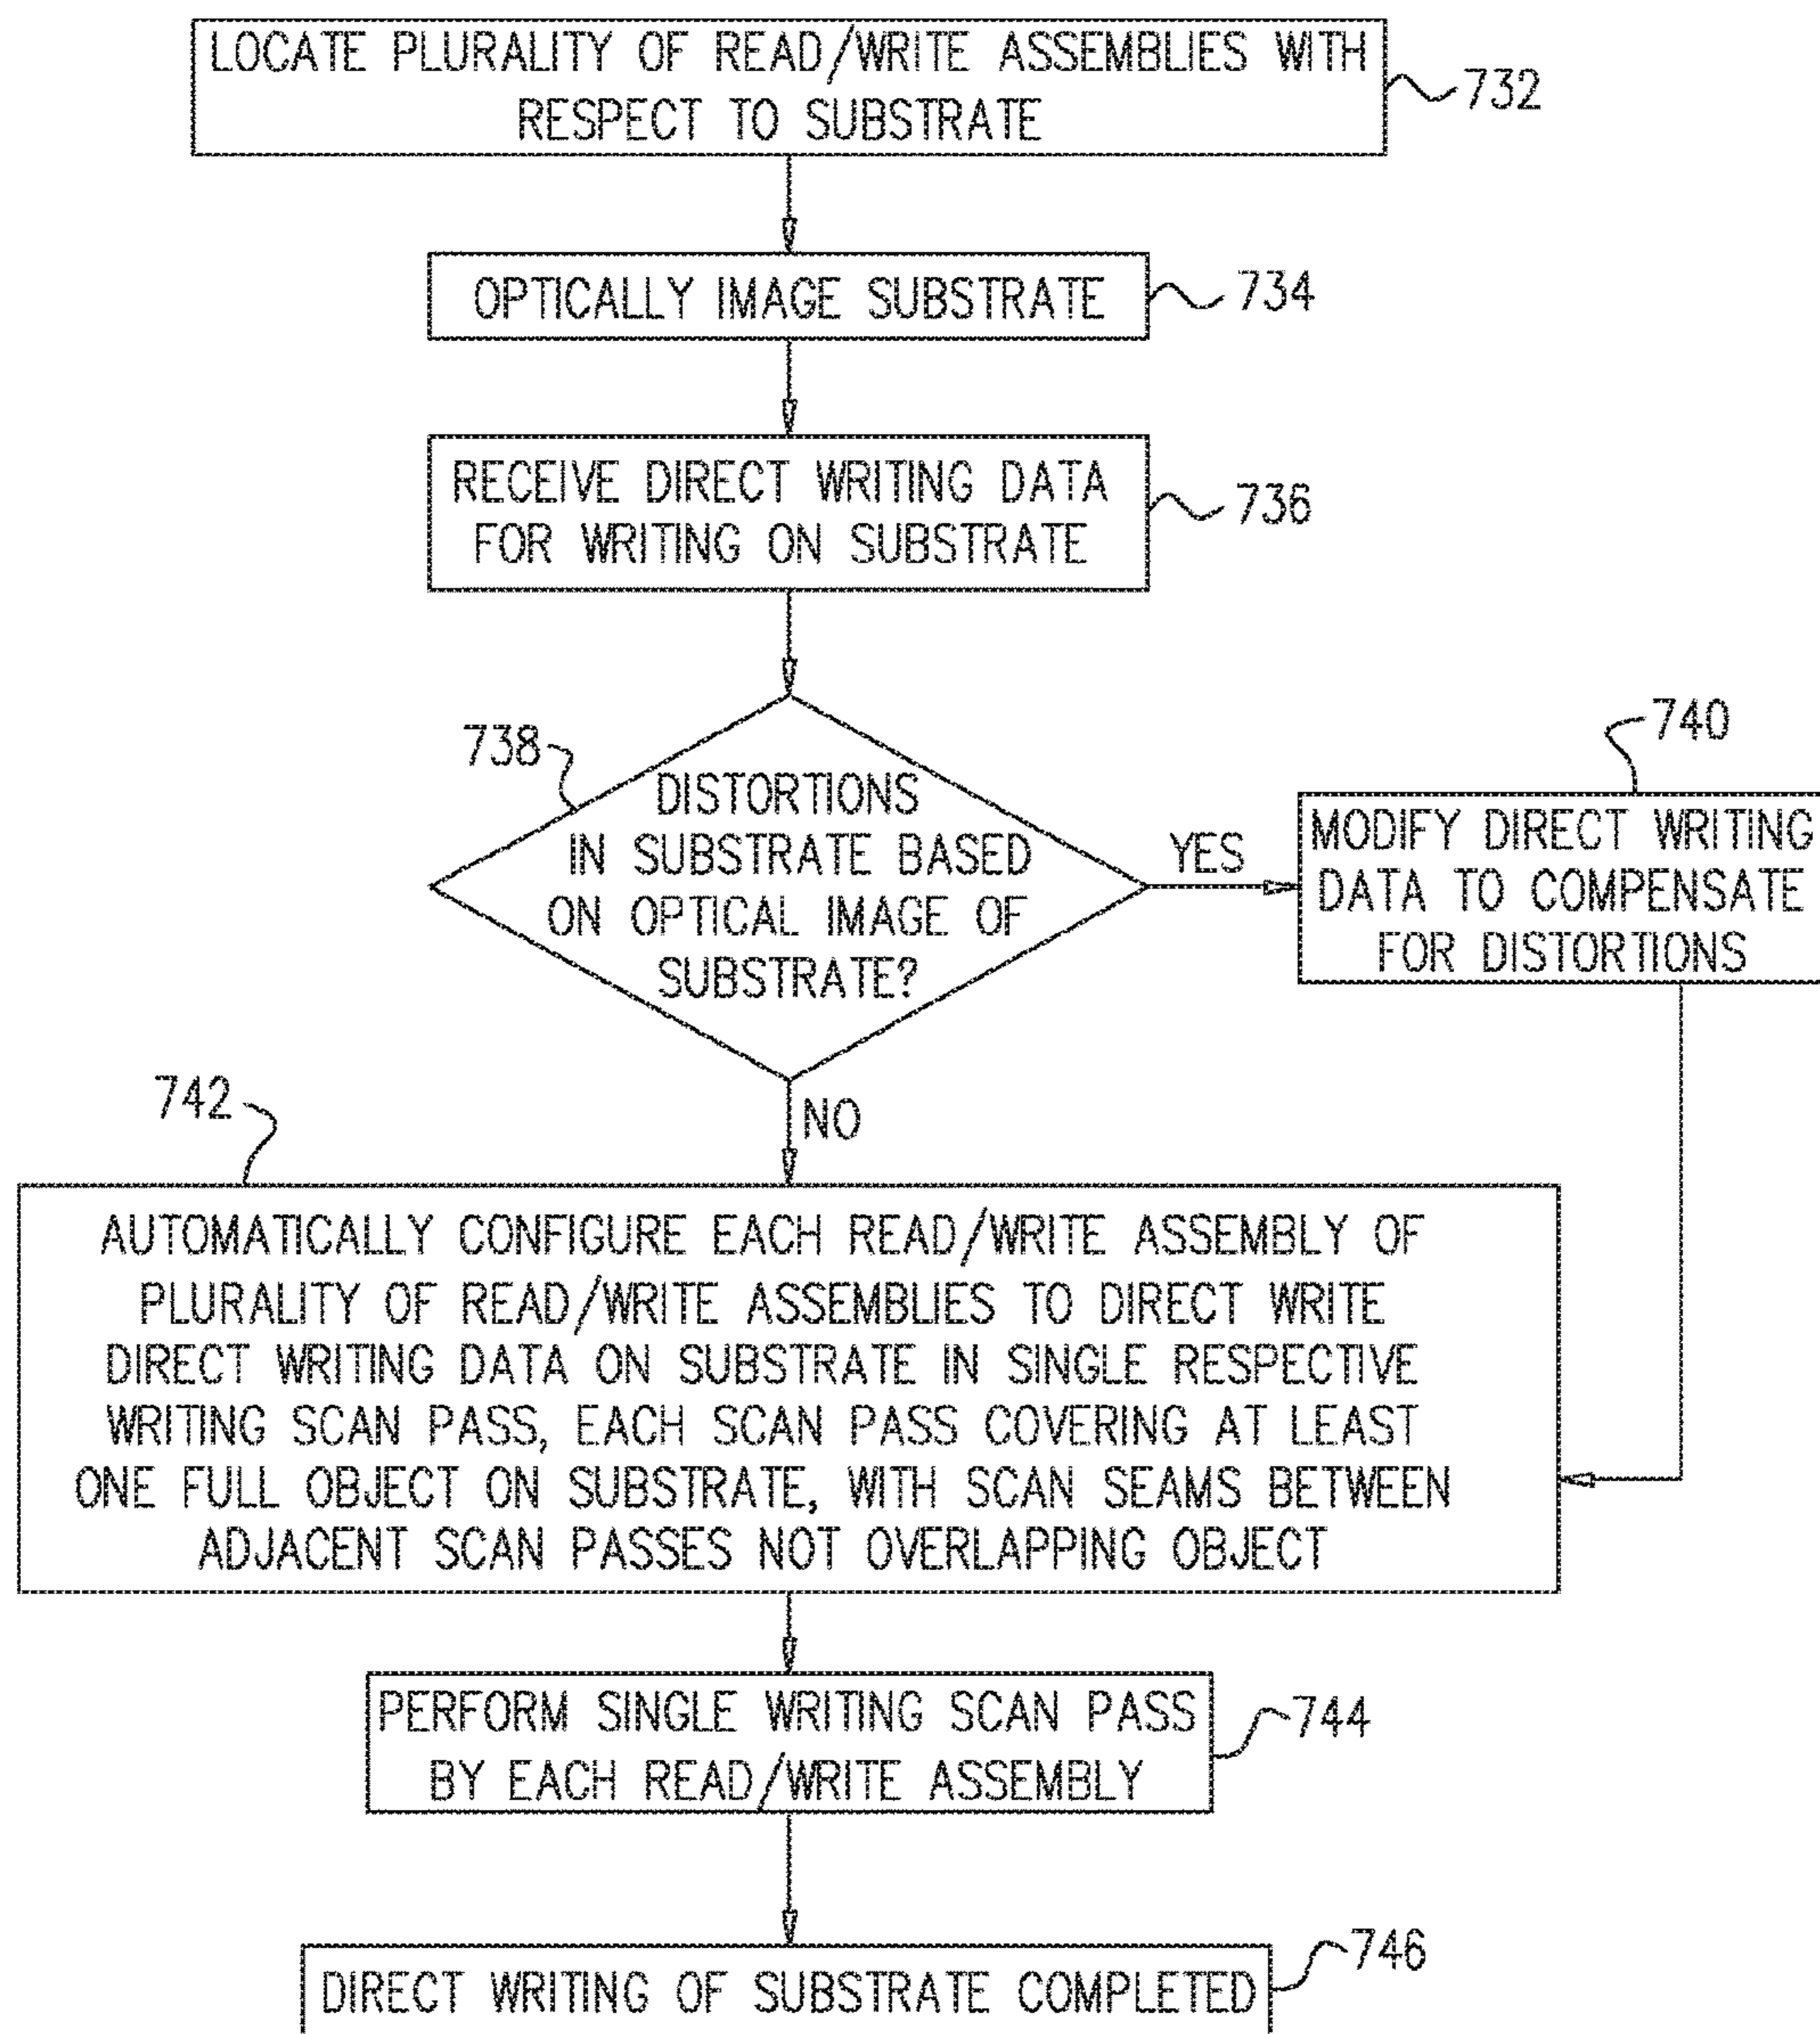 LOCATE PLURALITY OF READ/WRITE ASSEMBLIES WITH
RESPECT TO SUBSTRATE
732
OPTICALLY IMAGE SUBSTRATE
734
RECEIVE DIRECT WRITING DATA
FOR WRITING ON SUBSTRATE
736
738
DISTORTIONS
IN SUBSTRATE BASED
ON OPTICAL IMAGE OF
SUBSTRATE?
YES
740
MODIFY DIRECT WRITING
DATA TO COMPENSATE
FOR DISTORTIONS
NO
742
AUTOMATICALLY CONFIGURE EACH READ/WRITE ASSEMBLY OF
PLURALITY OF READ/WRITE ASSEMBLIES TO DIRECT WRITE
DIRECT WRITING DATA ON SUBSTRATE IN SINGLE RESPECTIVE
WRITING SCAN PASS, EACH SCAN PASS COVERING AT LEAST
ONE FULL OBJECT ON SUBSTRATE, WITH SCAN SEAMS BETWEEN
ADJACENT SCAN PASSES NOT OVERLAPPING OBJECT
PERFORM SINGLE WRITING SCAN PASS
BY EACH READ/WRITE ASSEMBLY
744
DIRECT WRITING OF SUBSTRATE COMPLETED
746